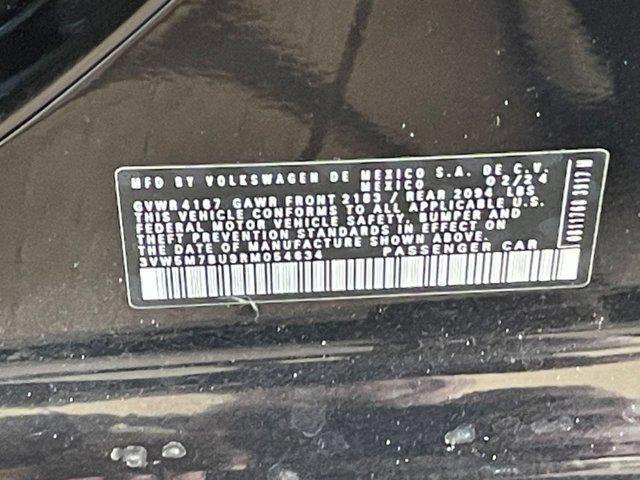 MFD BY VOLKSWAGEN DE MEXICO S.A. DE C.V.
MEXICO 02/24
GVWR 4187 GAWR FRONT 2183 / REAR 2094 LBS
THIS VEHICLE CONFORMS TO ALL APPLICABLE U.S.
FEDERAL MOTOR VEHICLE SAFETY, BUMPER AND
THEFT PREVENTION STANDARDS IN EFFECT ON
THE DATE OF MANUFACTURE SHOWN ABOVE.
3VW5M7BU9RM054634 PASSENGER CAR